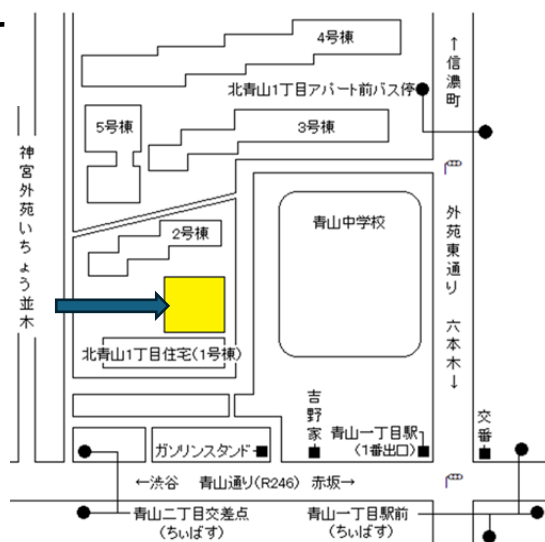 4号棟
↑信濃町
北青山1丁目アパート前バス停
5号棟
3号棟
神宮外苑いちょう並木
外苑東通り 六本木↓
青山中学校
2号棟
北青山1丁目住宅(1号棟)
吉野家
青山一丁目駅
(1番出口)
交番
ガソリンスタンド
←渋谷 青山通り(R246) 赤坂→
青山二丁目交差点
(ちぃばす)
青山一丁目駅前
(ちぃばす)